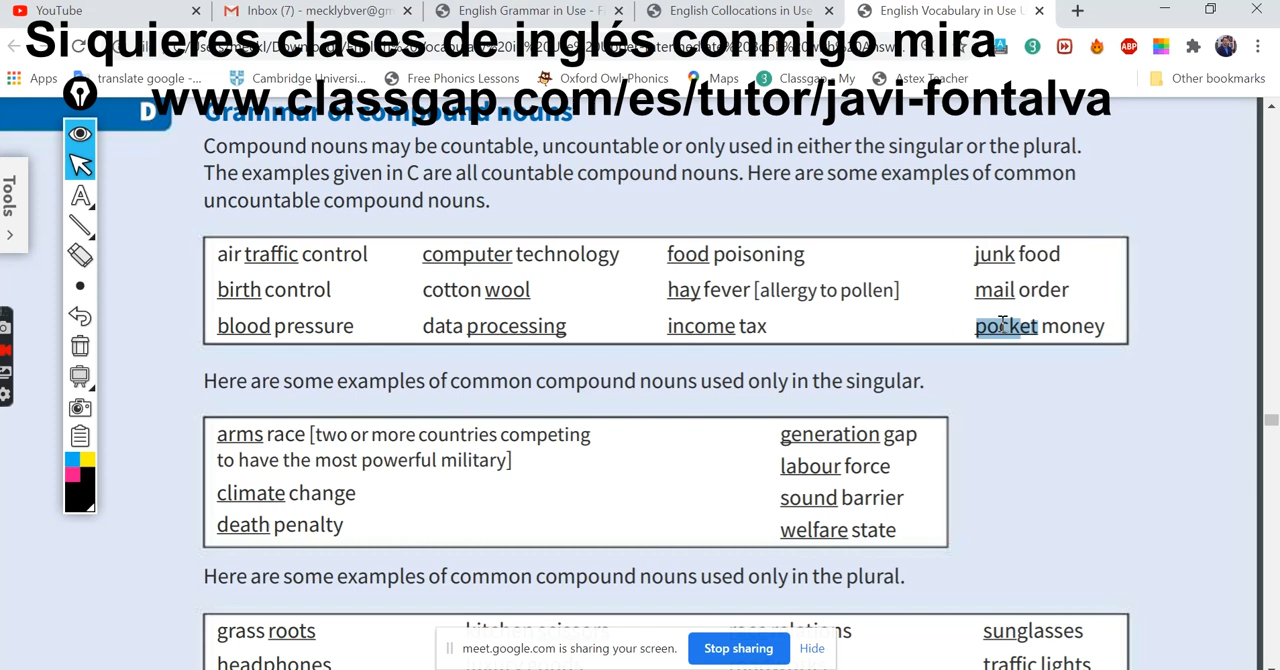 YouTube
Inbox (7) - mecklybver@gm
English Grammar in Use - F
English Collocations in Use
English Vocabulary in Use U
Si quieres clases de inglés conmigo mira
www.classgap.com/es/tutor/javi-fontalva
Apps
translate google -...
Cambridge Universi...
Free Phonics Lessons
Oxford Owl-Phonics
Maps
Classgap - My
Astex Teacher
Other bookmarks
D Grammar of compound nouns
Compound nouns may be countable, uncountable or only used in either the singular or the plural.
The examples given in C are all countable compound nouns. Here are some examples of common
uncountable compound nouns.
Tools
air traffic control computer technology food poisoning junk food
birth control cotton wool hay fever [allergy to pollen] mail order
blood pressure data processing income tax pocket money
Here are some examples of common compound nouns used only in the singular.
arms race [two or more countries competing generation gap
to have the most powerful military] labour force
climate change sound barrier
death penalty welfare state
Here are some examples of common compound nouns used only in the plural.
grass roots kitchen scissors race relations sunglasses
headphones traffic lights
meet.google.com is sharing your screen. Stop sharing Hide